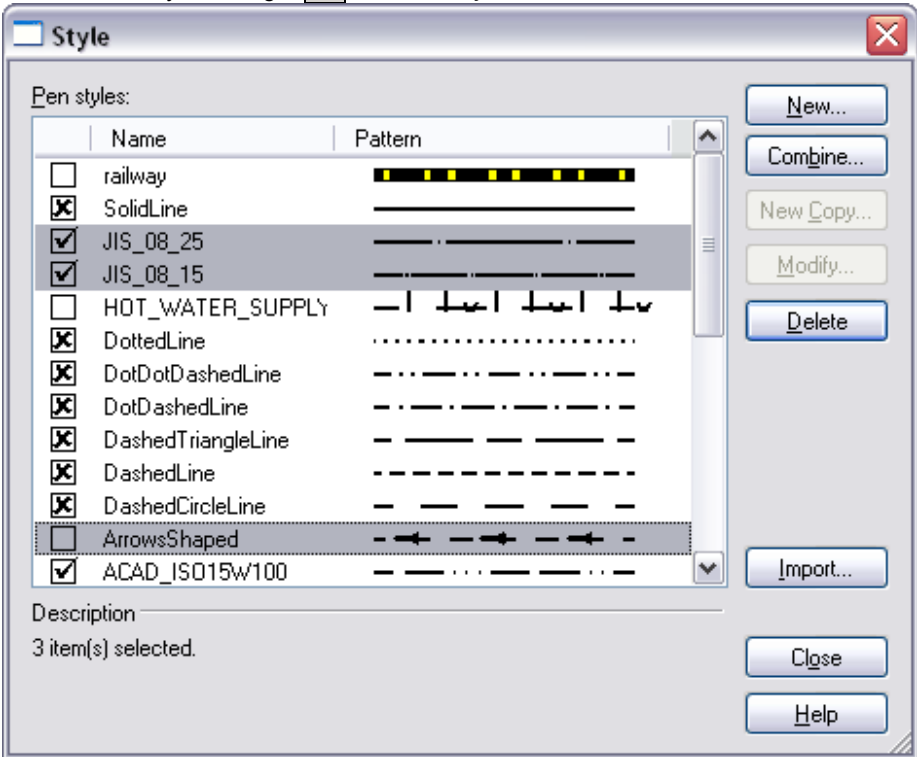 Style
Pen styles:
New...
Name Pattern
Combine...
railway
SolidLine
New Copy...
JIS_08_25
JIS_08_15
Modify...
HOT_WATER_SUPPLY
Delete
DottedLine
DotDotDashedLine
DotDashedLine
DashedTriangleLine
DashedLine
DashedCircleLine
ArrowsShaped
ACAD_ISO15W100
Import...
Description
3 item(s) selected.
Close
Help